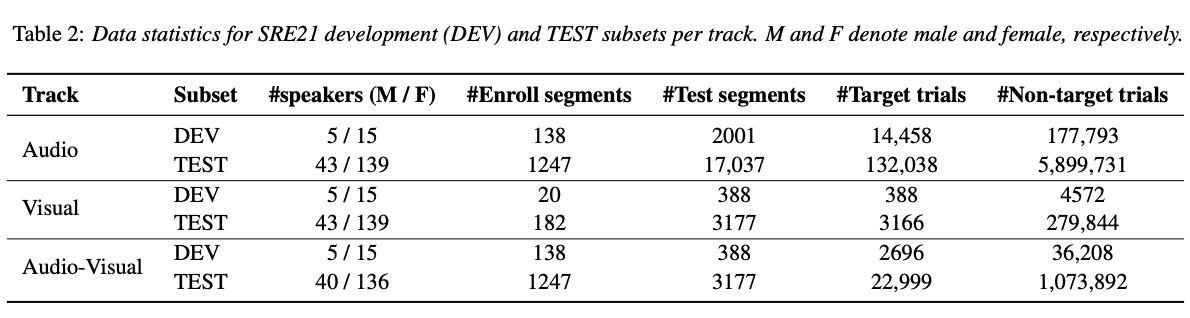 Table 2: Data statistics for SRE21 development (DEV) and TEST subsets per track. M and F denote male and female, respectively.
Track Subset #speakers (M / F) #Enroll segments #Test segments #Target trials #Non-target trials
Audio DEV 5 / 15 138 2001 14,458 177,793
TEST 43 / 139 1247 17,037 132,038 5,899,731
Visual DEV 5 / 15 20 388 388 4572
TEST 43 / 139 182 3177 3166 279,844
Audio-Visual DEV 5 / 15 138 388 2696 36,208
TEST 40 / 136 1247 3177 22,999 1,073,892